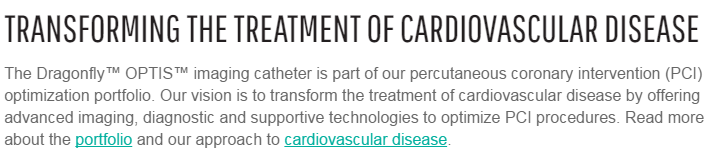 TRANSFORMING THE TREATMENT OF CARDIOVASCULAR DISEASE
The Dragonfly™ OPTIS™ imaging catheter is part of our percutaneous coronary intervention (PCI)
optimization portfolio. Our vision is to transform the treatment of cardiovascular disease by offering
advanced imaging, diagnostic and supportive technologies to optimize PCI procedures. Read more
about the portfolio and our approach to cardiovascular disease.